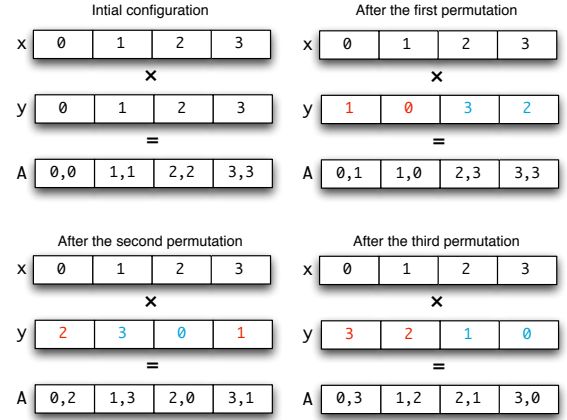 Intial configuration
x 0 1 2 3
×
y 0 1 2 3
=
A 0,0 1,1 2,2 3,3
After the first permutation
x 0 1 2 3
×
y 1 0 3 2
=
A 0,1 1,0 2,3 3,3
After the second permutation
x 0 1 2 3
×
y 2 3 0 1
=
A 0,2 1,3 2,0 3,1
After the third permutation
x 0 1 2 3
×
y 3 2 1 0
=
A 0,3 1,2 2,1 3,0